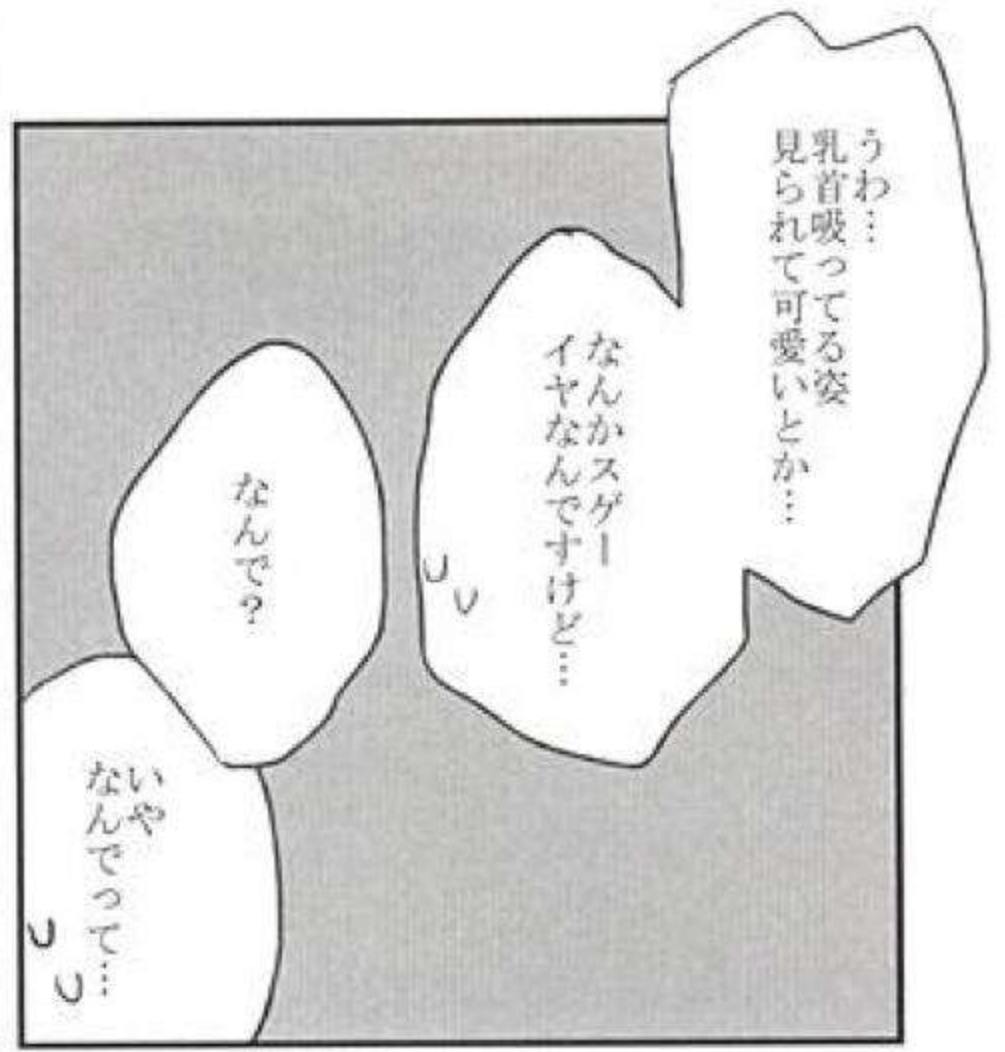 うわ…
乳首吸ってる姿
見られて可愛いとか…
なんかスゲー
イヤなんですけど…
なんで?
いや
なんでって…